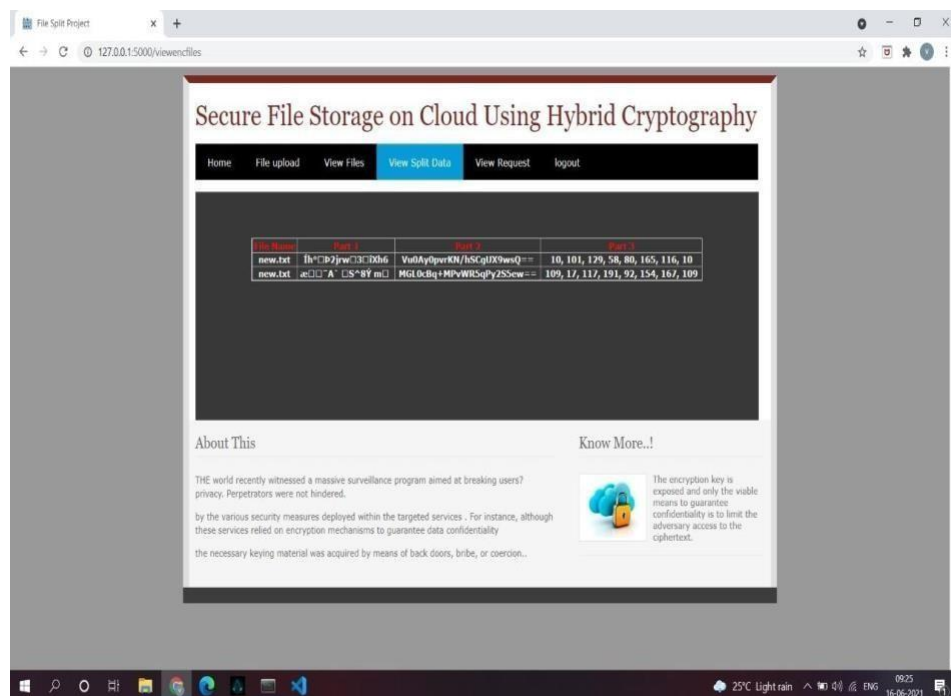 File Split Project
127.0.0.1:5000/viewencfiles
Secure File Storage on Cloud Using Hybrid Cryptography
Home File upload View Files View Split Data View Request logout
File Name Part 1 Part 2 Part 3
new.txt 10, 101, 129, 58, 80, 165, 116, 10
new.txt 109, 17, 117, 191, 92, 154, 167, 109
About This
THE world recently witnessed a massive surveillance program aimed at breaking users?
privacy. Perpetrators were not hindered.
by the various security measures deployed within the targeted services . For instance, although
these services relied on encryption mechanisms to guarantee data confidentiality
the necessary keying material was acquired by means of back doors, bribe, or coercion..
Know More..!
The encryption key is
exposed and only the viable
means to guarantee
confidentiality is to limit the
adversary access to the
ciphertext.
25°C Light rain ENG
09:25
16-06-2021